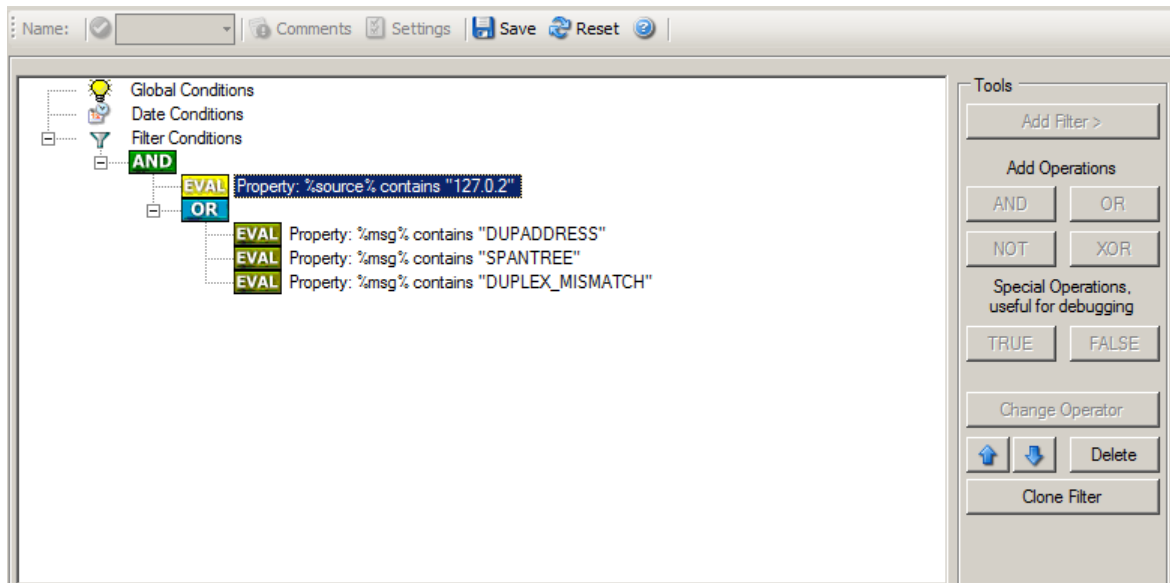 Name: Comments Settings Save Reset
Global Conditions
Date Conditions
Filter Conditions
AND
EVAL Property: %source% contains "127.0.2"
OR
EVAL Property: %msg% contains "DUPADDRESS"
EVAL Property: %msg% contains "SPANTREE"
EVAL Property: %msg% contains "DUPLEX_MISMATCH"
Tools
Add Filter >
Add Operations
AND OR
NOT XOR
Special Operations,
useful for debugging
TRUE FALSE
Change Operator
Delete
Clone Filter